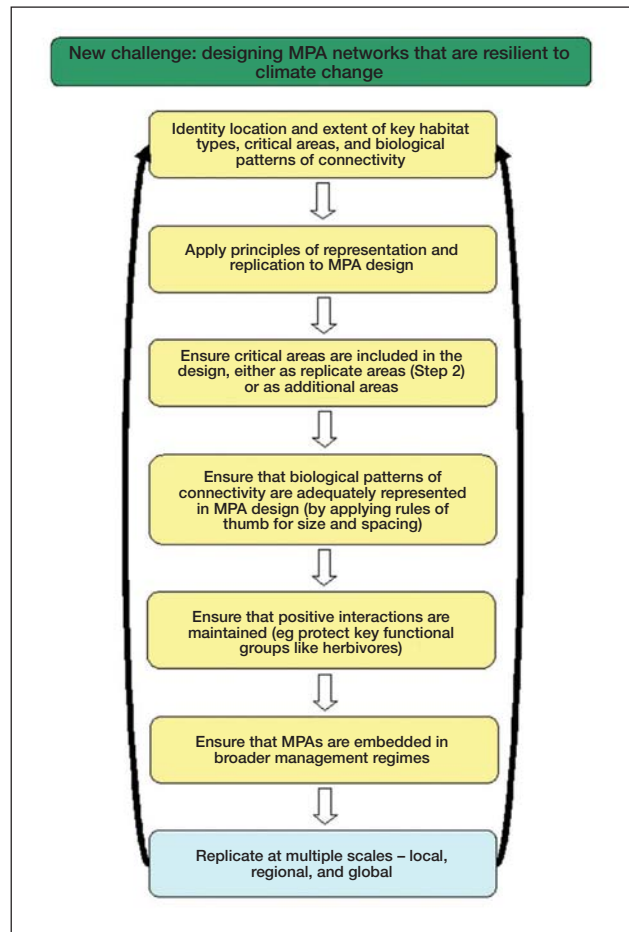 New challenge: designing MPA networks that are resilient to
climate change
Identity location and extent of key habitat
types, critical areas, and biological
patterns of connectivity
Apply principles of representation and
replication to MPA design
Ensure critical areas are included in the
design, either as replicate areas (Step 2)
or as additional areas
Ensure that biological patterns of
connectivity are adequately represented
in MPA design (by applying rules of
thumb for size and spacing)
Ensure that positive interactions are
maintained (eg protect key functional
groups like herbivores)
Ensure that MPAs are embedded in
broader management regimes
Replicate at multiple scales – local,
regional, and global